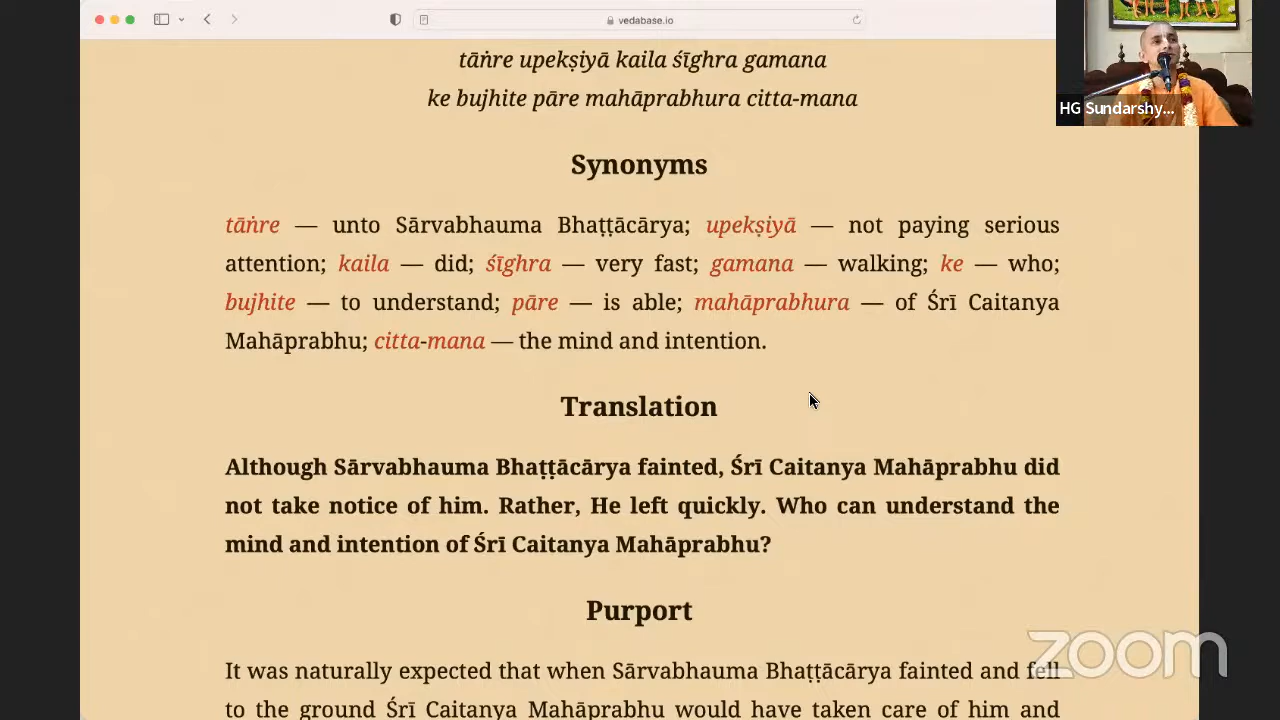 vedabase.io
tāṅre upekṣiyā kaila śīghra gamana
ke bujhite pāre mahāprabhura citta-mana
HG Sundarshy...
Synonyms
tāṅre — unto Sārvabhauma Bhaṭṭācārya; upekṣiyā — not paying serious
attention; kaila — did; śīghra — very fast; gamana — walking; ke — who;
bujhite — to understand; pāre — is able; mahāprabhura — of Śrī Caitanya
Mahāprabhu; citta-mana — the mind and intention.
Translation
Although Sārvabhauma Bhaṭṭācārya fainted, Śrī Caitanya Mahāprabhu did
not take notice of him. Rather, He left quickly. Who can understand the
mind and intention of Śrī Caitanya Mahāprabhu?
Purport
It was naturally expected that when Sārvabhauma Bhaṭṭācārya fainted and fell
to the ground Śrī Caitanya Mahāprabhu would have taken care of him and
zoom